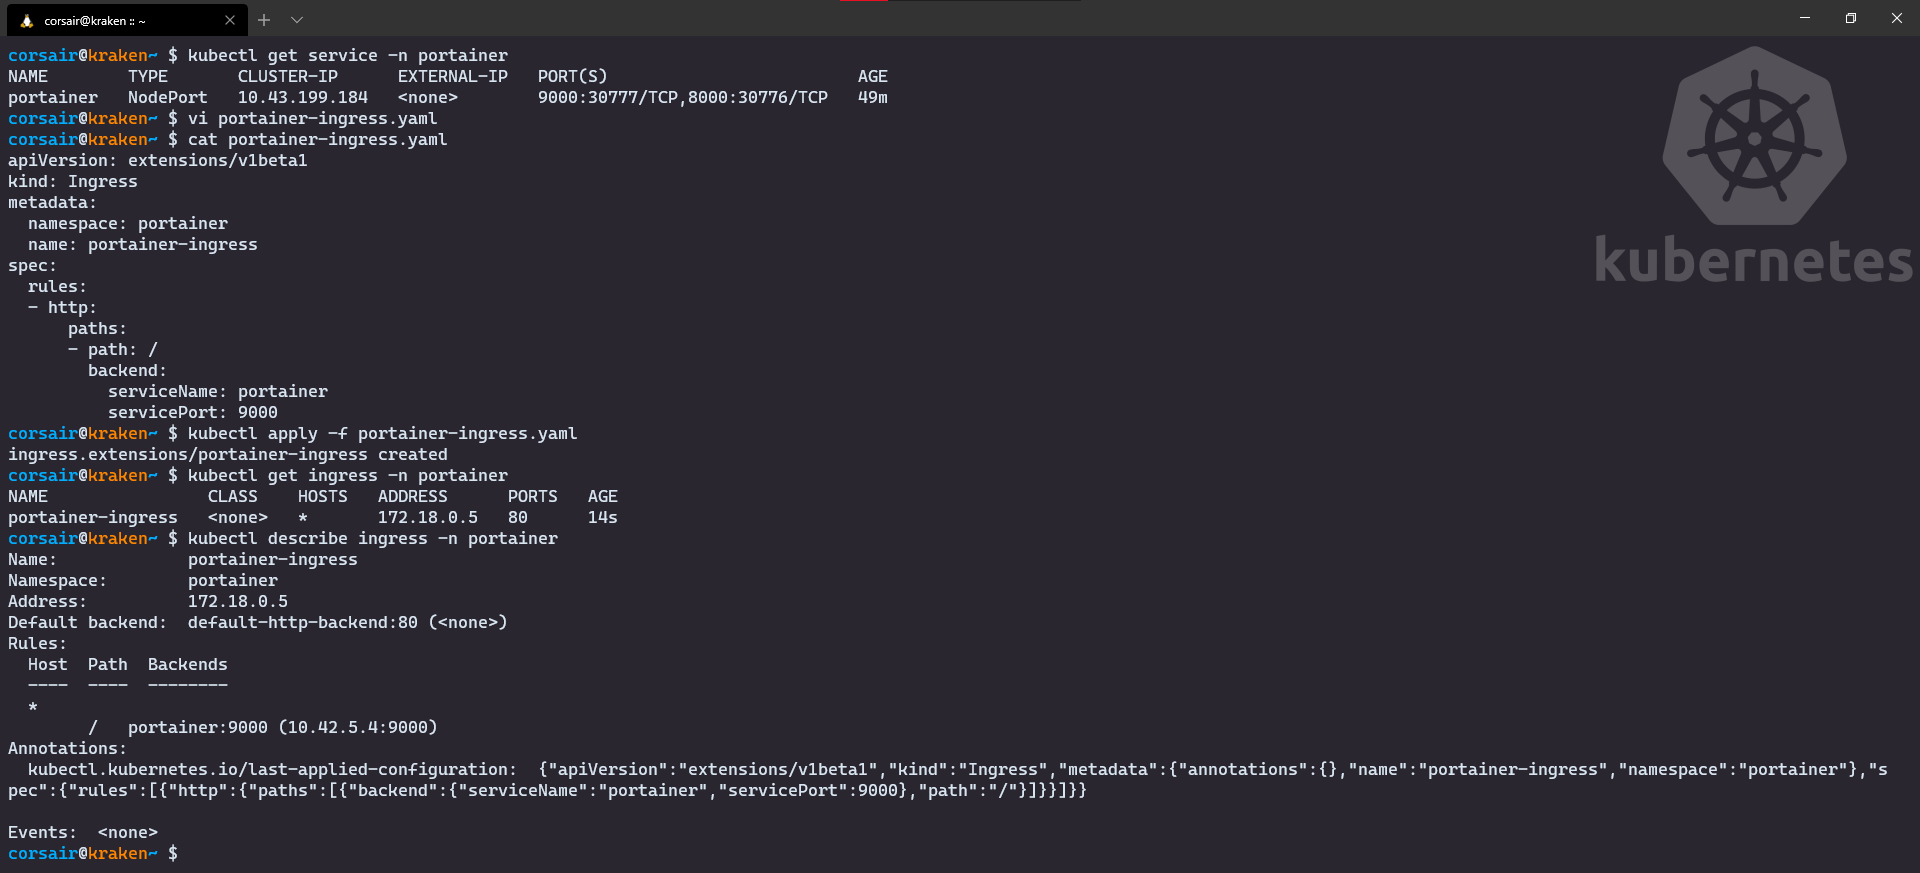 corsair@kraken :: ~
corsair@kraken~ $ kubectl get service -n portainer
NAME        TYPE       CLUSTER-IP      EXTERNAL-IP   PORT(S)                         AGE
portainer   NodePort   10.43.199.184   <none>        9000:30777/TCP,8000:30776/TCP   49m
corsair@kraken~ $ vi portainer-ingress.yaml
corsair@kraken~ $ cat portainer-ingress.yaml
apiVersion: extensions/v1beta1
kind: Ingress
metadata:
  namespace: portainer
  name: portainer-ingress
spec:
  rules:
  - http:
      paths:
      - path: /
        backend:
          serviceName: portainer
          servicePort: 9000
corsair@kraken~ $ kubectl apply -f portainer-ingress.yaml
ingress.extensions/portainer-ingress created
corsair@kraken~ $ kubectl get ingress -n portainer
NAME                CLASS    HOSTS   ADDRESS      PORTS   AGE
portainer-ingress   <none>   *       172.18.0.5   80      14s
corsair@kraken~ $ kubectl describe ingress -n portainer
Name:             portainer-ingress
Namespace:        portainer
Address:          172.18.0.5
Default backend:  default-http-backend:80 (<none>)
Rules:
  Host  Path  Backends
  ----  ----  --------
  *
        /   portainer:9000 (10.42.5.4:9000)
Annotations:
  kubectl.kubernetes.io/last-applied-configuration:  {"apiVersion":"extensions/v1beta1","kind":"Ingress","metadata":{"annotations":{},"name":"portainer-ingress","namespace":"portainer"},"s
pec":{"rules":[{"http":{"paths":[{"backend":{"serviceName":"portainer","servicePort":9000},"path":"/"}]}}]}}
Events:  <none>
corsair@kraken~ $
kubernetes